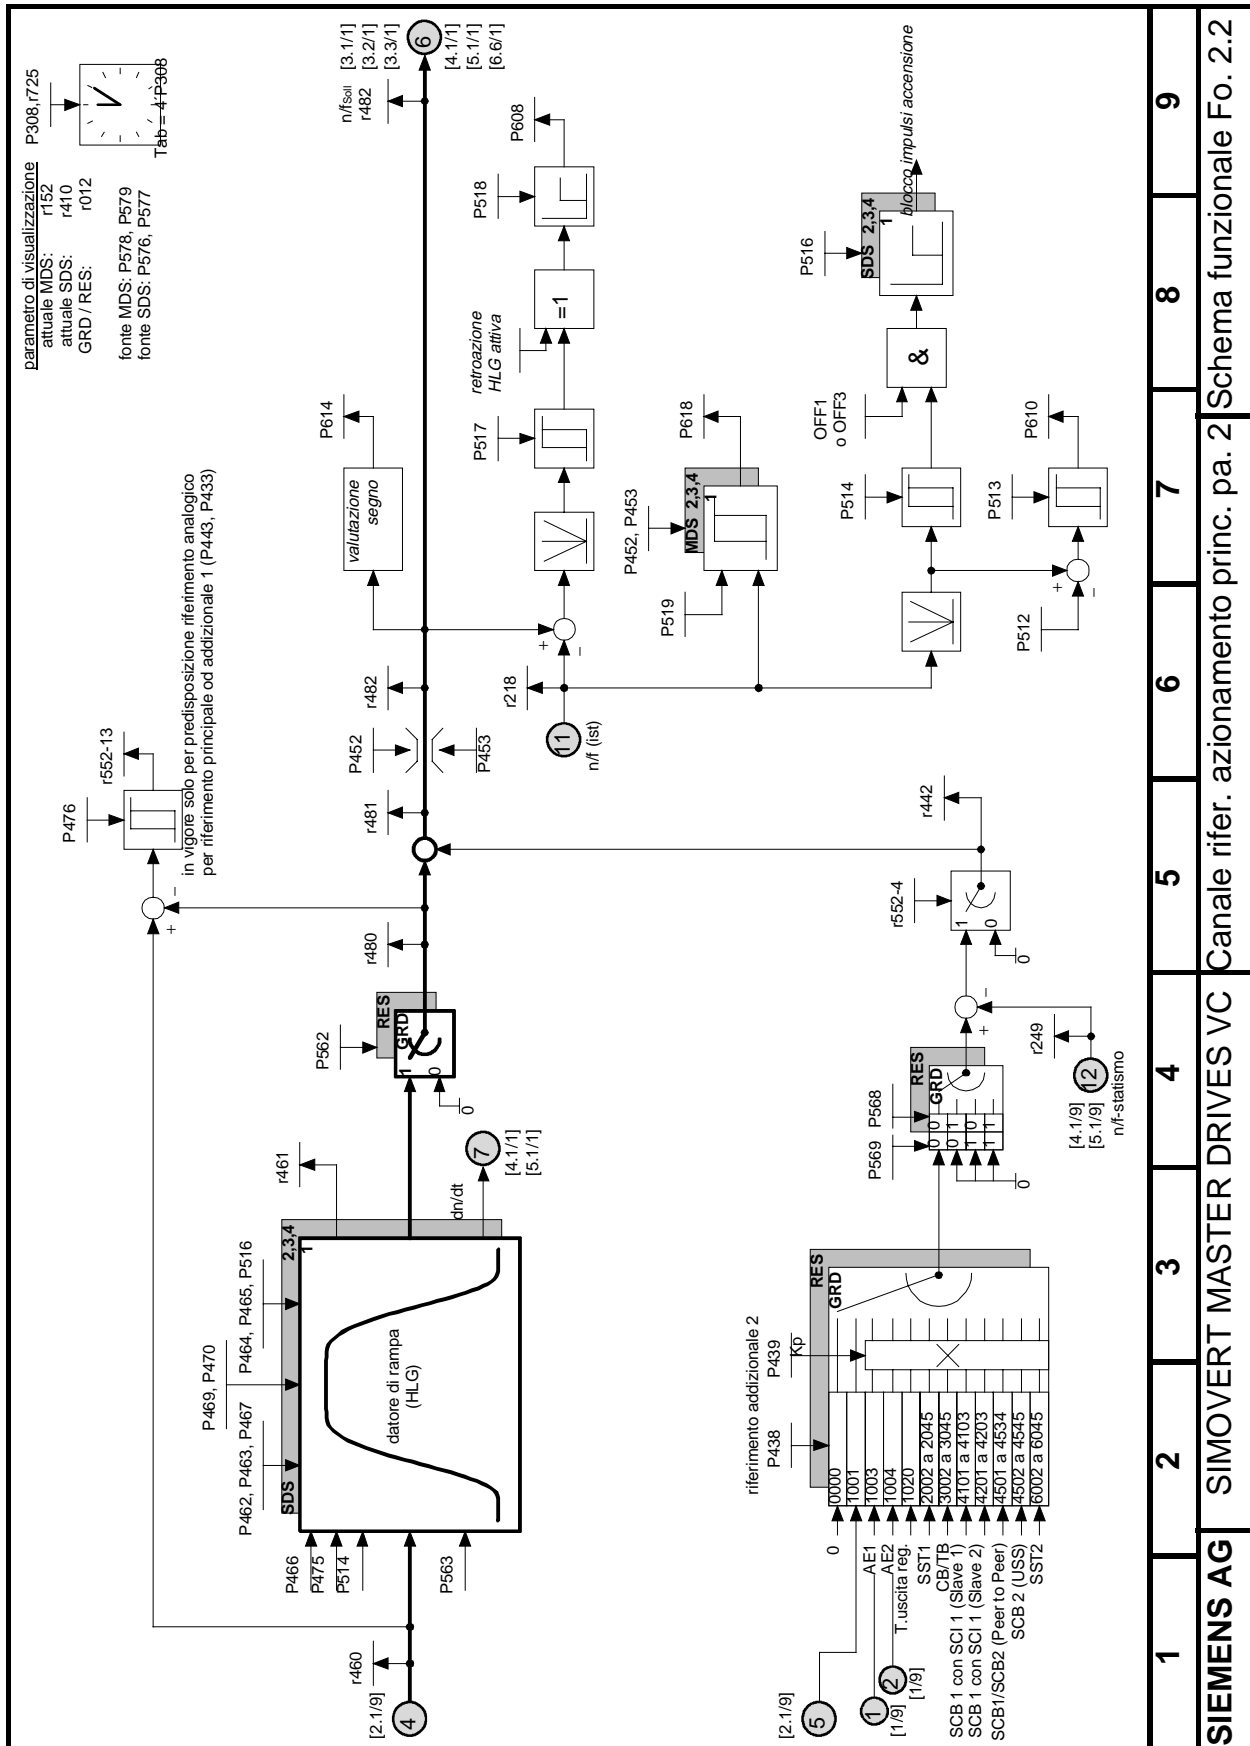 parametro di visualizzazione
attuale MDS: r152
attuale SDS: r410
GRD / RES: r012
fonte MDS: P578, P579
fonte SDS: P576, P577
P308,r725
Tab = 4*P308
[2.1/9]
4
r460
P466
P475
P514
P563
P462, P463, P467
P469, P470
P464, P465, P516
SDS 2,3,4
1
datore di rampa
(HLG)
r461
dn/dt
7
[4.1/1]
[5.1/1]
P562
RES
GRD
1
0
0
r480
+
−
P476
r552-13
in vigore solo per predisposizione riferimento analogico
per riferimento principale od addizionale 1 (P443, P433)
r481
P452
P453
r482
valutazione
segno
P614
n/fsoll
r482
[3.1/1]
[3.2/1]
[3.3/1]
6
[4.1/1]
[5.1/1]
[6.6/1]
11
n/f (ist)
r218
+
−
P517
retroazione
HLG attiva
=1
P518
P608
P519
P452, P453
MDS 2,3,4
1
P618
P514
OFF1
o OFF3
&
P516
SDS 2,3,4
1
blocco impulsi accensione
P512
+
−
P513
P610
riferimento addizionale 2
P438
P439
Kp
RES
GRD
[2.1/9]
5
1
[1/9]
2
[1/9]
0
AE1
AE2
T.uscita reg.
SST1
CB/TB
SCB 1 con SCI 1 (Slave 1)
SCB 1 con SCI 1 (Slave 2)
SCB1/SCB2 (Peer to Peer)
SCB 2 (USS)
SST2
0000
1001
1003
1004
1020
2002 a 2045
3002 a 3045
4101 a 4103
4201 a 4203
4501 a 4534
4502 a 4545
6002 a 6045
P569
P568
RES
GRD
0 0
0 1
1 0
1 1
0
+
−
r249
12
[4.1/9]
[5.1/9]
n/f-statismo
r552-4
1
0
0
r442
1 2 3 4 5 6 7 8 9
SIEMENS AG SIMOVERT MASTER DRIVES VC Canale rifer. azionamento princ. pa. 2 Schema funzionale Fo. 2.2